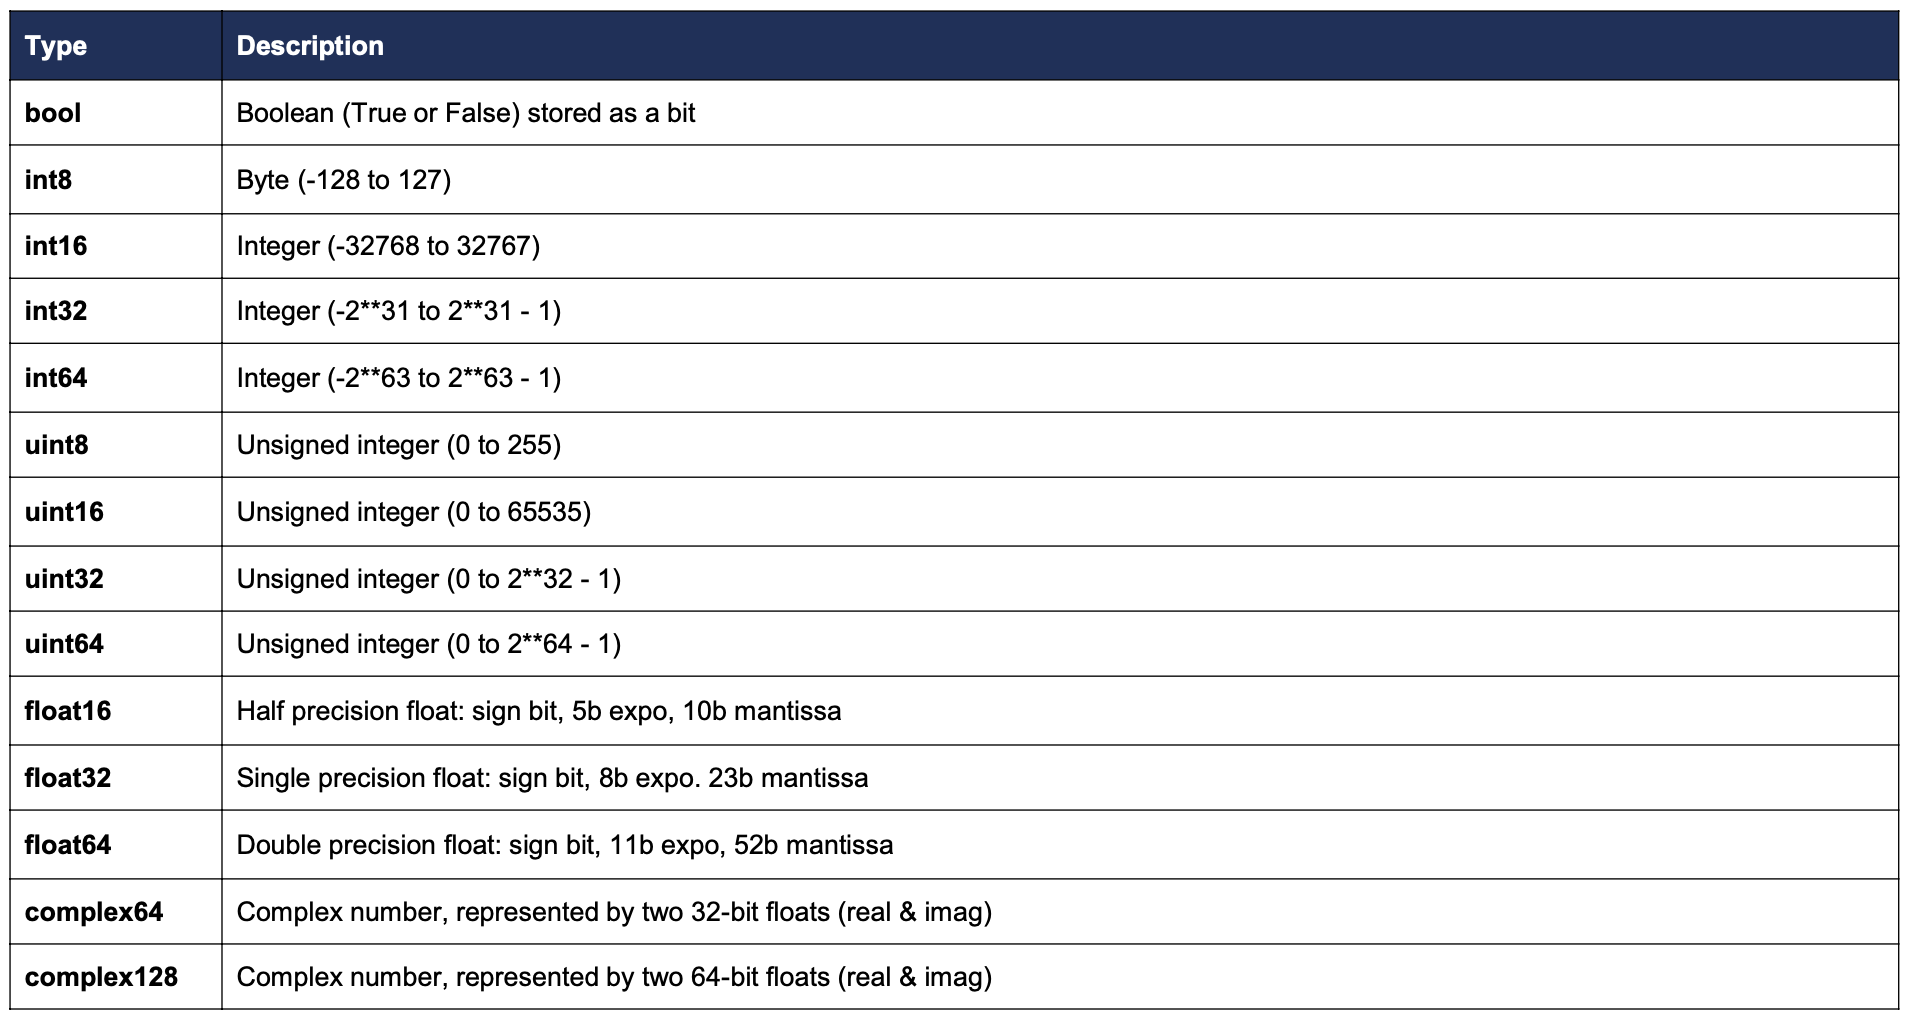 Type Description
bool Boolean (True or False) stored as a bit
int8 Byte (-128 to 127)
int16 Integer (-32768 to 32767)
int32 Integer (-2**31 to 2**31 - 1)
int64 Integer (-2**63 to 2**63 - 1)
uint8 Unsigned integer (0 to 255)
uint16 Unsigned integer (0 to 65535)
uint32 Unsigned integer (0 to 2**32 - 1)
uint64 Unsigned integer (0 to 2**64 - 1)
float16 Half precision float: sign bit, 5b expo, 10b mantissa
float32 Single precision float: sign bit, 8b expo. 23b mantissa
float64 Double precision float: sign bit, 11b expo, 52b mantissa
complex64 Complex number, represented by two 32-bit floats (real & imag)
complex128 Complex number, represented by two 64-bit floats (real & imag)